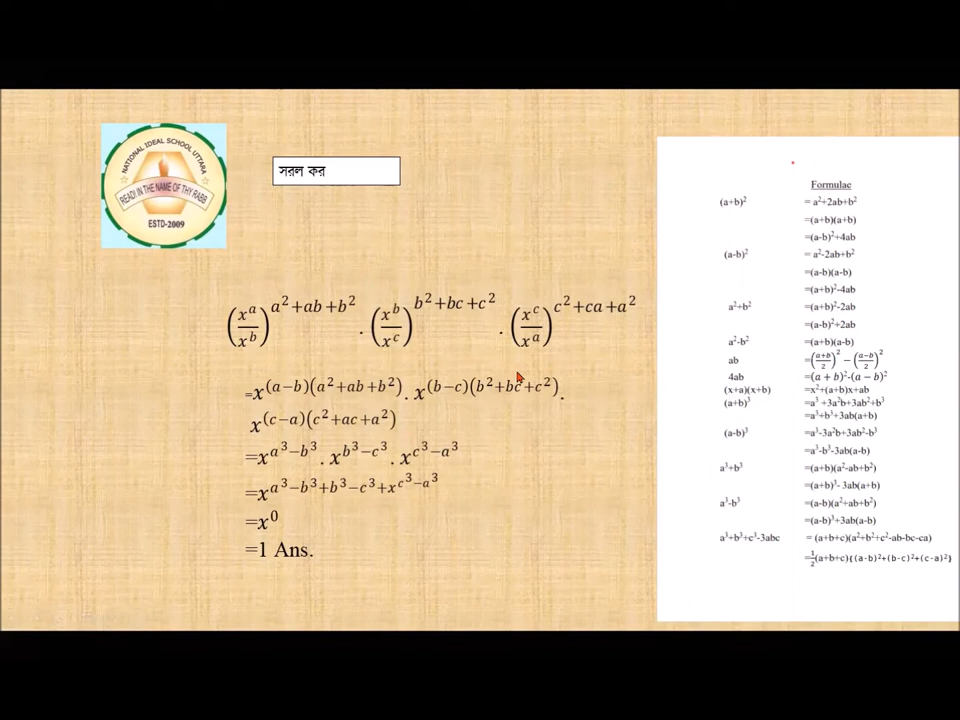 NATIONAL IDEAL SCHOOL UTTARA
READ! IN THE NAME OF THY RABB
ESTD-2009
সরল কর
(x^a/x^b)^(a²+ab+b²) . (x^b/x^c)^(b²+bc+c²) . (x^c/x^a)^(c²+ca+a²)
=x^((a−b)(a²+ab+b²)). x^((b−c)(b²+bc+c²)).
x^((c−a)(c²+ac+a²))
=x^(a³−b³) . x^(b³−c³) . x^(c³−a³)
=x^(a³−b³+b³−c³+x^(c³−a³))
=x⁰
=1 Ans.
Formulae
(a+b)² = a²+2ab+b²
=(a+b)(a+b)
=(a-b)²+4ab
(a-b)² = a²-2ab+b²
=(a-b)(a-b)
=(a+b)²-4ab
a²+b² =(a+b)²-2ab
=(a-b)²+2ab
a²-b² =(a+b)(a-b)
ab =((a+b)/2)² − ((a−b)/2)²
4ab =(a + b)²-(a − b)²
(x+a)(x+b) =x²+(a+b)x+ab
(a+b)³ =a³ +3a²b+3ab²+b³
=a³+b³+3ab(a+b)
(a-b)³ =a³-3a²b+3ab²-b³
=a³-b³-3ab(a-b)
a³+b³ =(a+b)(a²-ab+b²)
=(a+b)³- 3ab(a+b)
a³-b³ =(a-b)(a²+ab+b²)
=(a-b)³+3ab(a-b)
a³+b³+c³-3abc = (a+b+c)(a²+b²+c²-ab-bc-ca)
=½(a+b+c){(a-b)²+(b-c)²+(c-a)²}